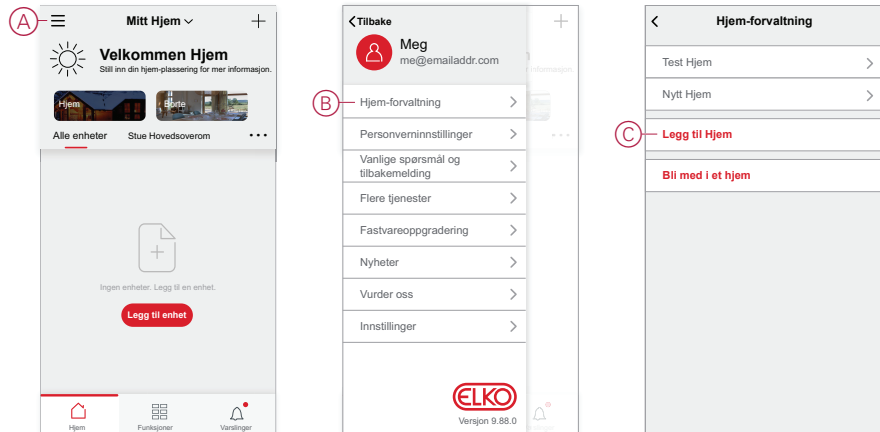 A
Mitt Hjem
Velkommen Hjem
Still inn din hjem-plassering for mer informasjon.
Hjem
Borte
Alle enheter
Stue Hovedsoverom
Ingen enheter. Legg til en enhet.
Legg til enhet
Hjem
Funksjoner
Varslinger
Tilbake
Meg
me@emailaddr.com
informasjon.
B
Hjem-forvaltning
Personverninnstillinger
Vanlige spørsmål og
tilbakemelding
Flere tjenester
Fastvareoppgradering
Nyheter
Vurder oss
Innstillinger
ELKO
Versjon 9.88.0
Hjem-forvaltning
Test Hjem
Nytt Hjem
C
Legg til Hjem
Bli med i et hjem